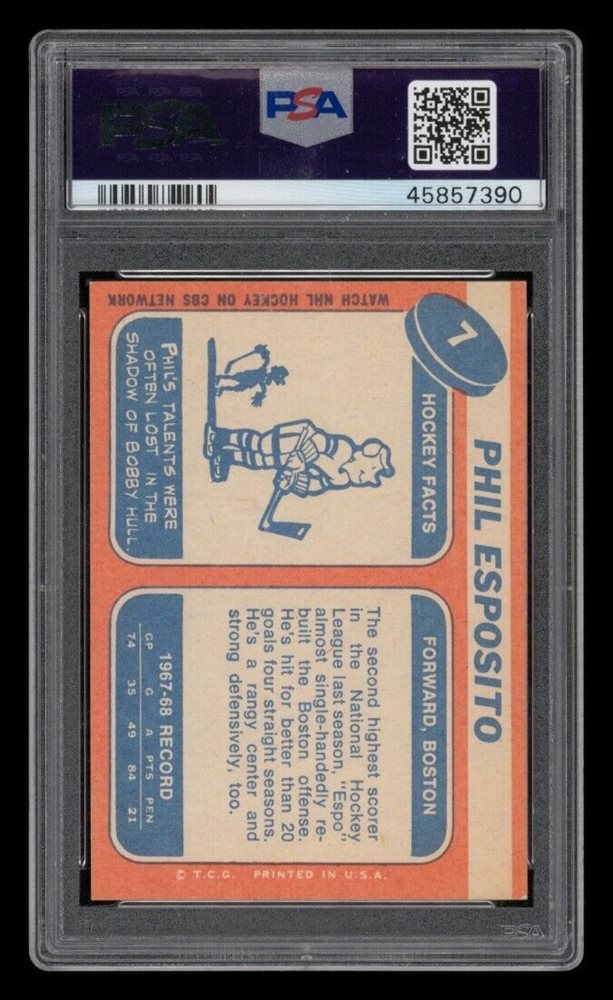 PSA
PSA
45857390
7
PHIL ESPOSITO
HOCKEY FACTS
PHIL'S TALENTS WERE
OFTEN LOST IN THE
SHADOW OF BOBBY HULL.
WATCH NHL HOCKEY ON CBS NETWORK
FORWARD, BOSTON
The second highest scorer
in the National Hockey
League last season, "Espo",
almost single-handedly re-
built the Boston offense.
He's hit for better than 20
goals four straight seasons.
He's a rangy center and
strong defensively, too.
1967-68 RECORD
GP G A PTS PEN
74 35 49 84 21
© T.C.G. PRINTED IN U.S.A.
PSA